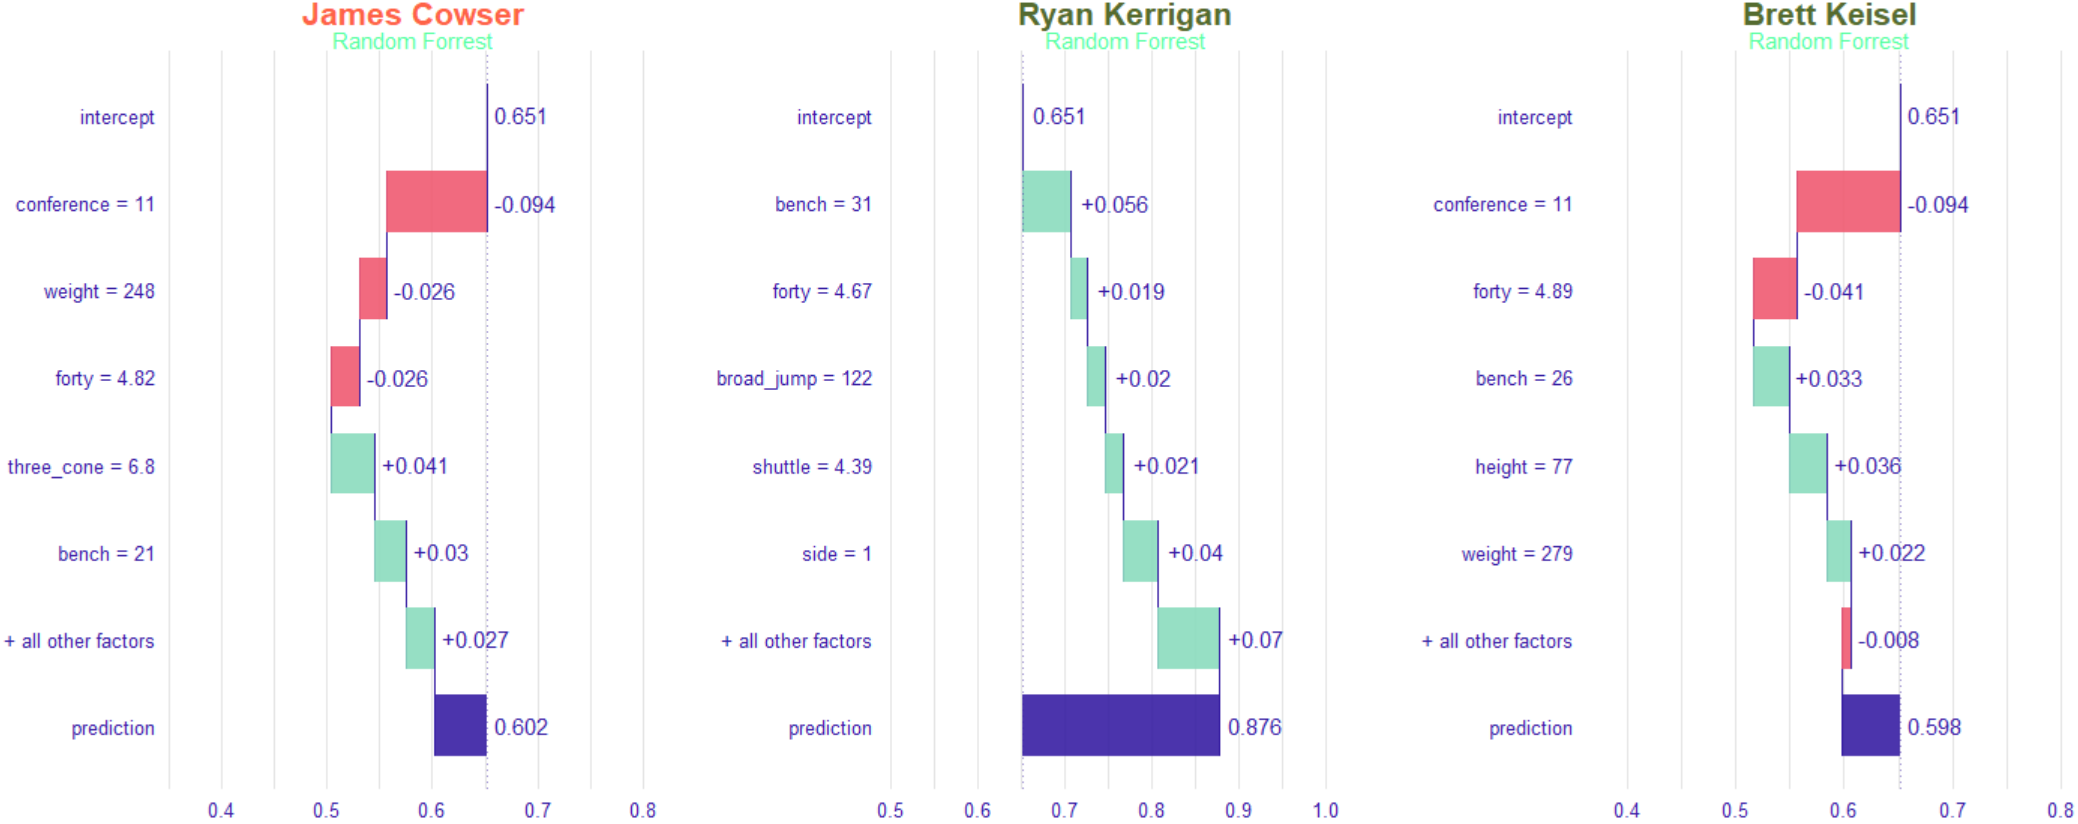 James Cowser
Random Forrest
intercept
0.651
conference = 11
-0.094
weight = 248
-0.026
forty = 4.82
-0.026
three_cone = 6.8
+0.041
bench = 21
+0.03
+ all other factors
+0.027
prediction
0.602
0.4 0.5 0.6 0.7 0.8
Ryan Kerrigan
Random Forrest
intercept
0.651
bench = 31
+0.056
forty = 4.67
+0.019
broad_jump = 122
+0.02
shuttle = 4.39
+0.021
side = 1
+0.04
+ all other factors
+0.07
prediction
0.876
0.5 0.6 0.7 0.8 0.9 1.0
Brett Keisel
Random Forrest
intercept
0.651
conference = 11
-0.094
forty = 4.89
-0.041
bench = 26
+0.033
height = 77
+0.036
weight = 279
+0.022
+ all other factors
-0.008
prediction
0.598
0.4 0.5 0.6 0.7 0.8